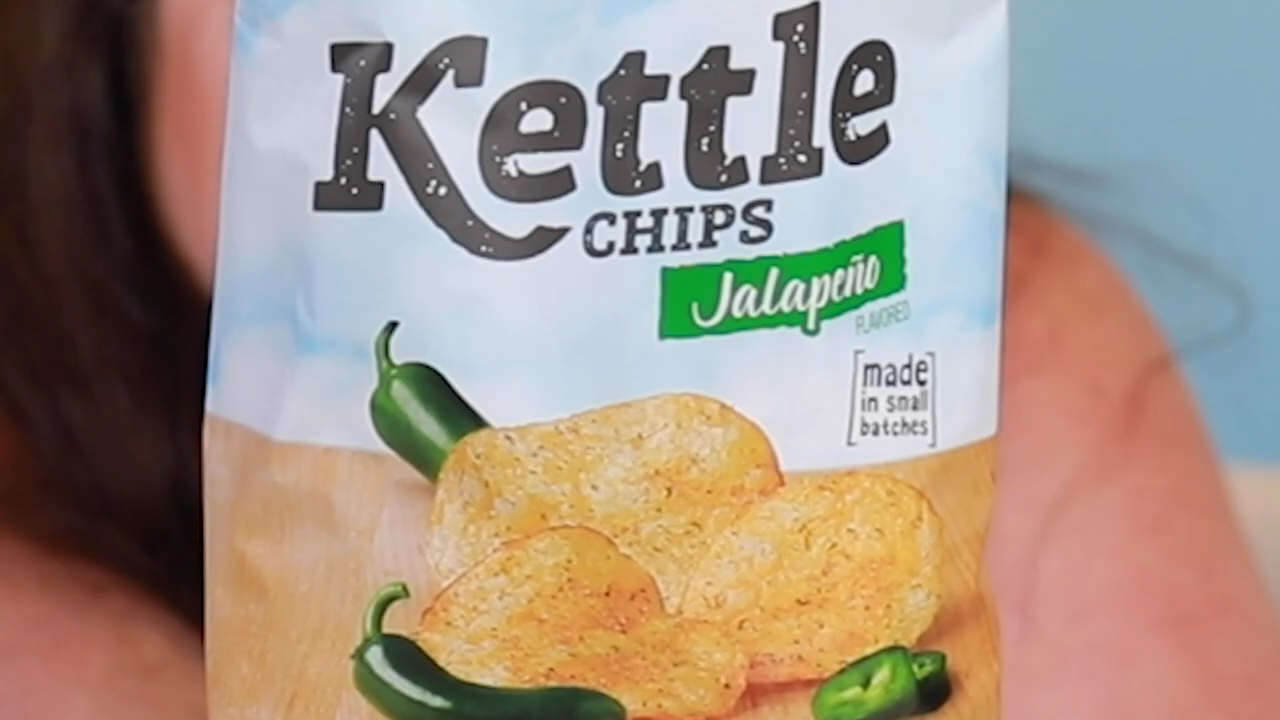 Kettle
CHIPS
Jalapeño
FLAVORED
[made
in small
batches]